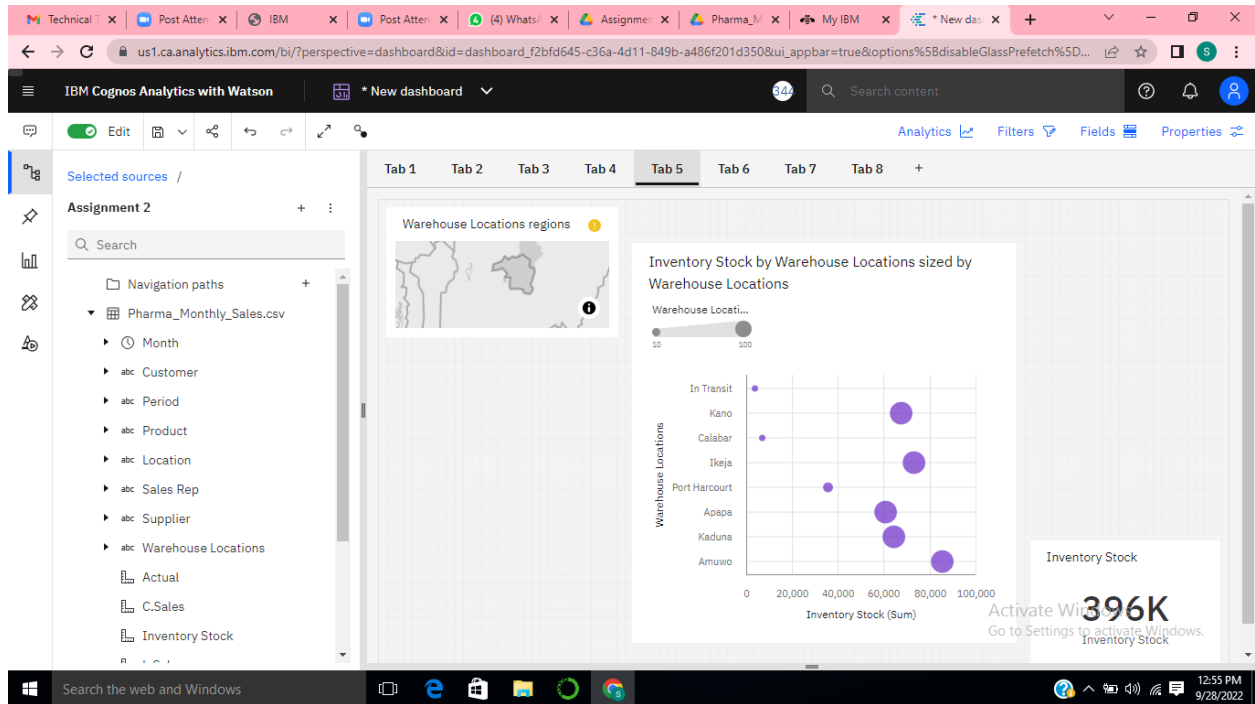 Technical T
Post Atten
IBM
Post Atten
(4) WhatsA
Assignmen
Pharma_M
My IBM
* New das
us1.ca.analytics.ibm.com/bi/?perspective=dashboard&id=dashboard_f2bfd645-c36a-4d11-849b-a486f201d350&ui_appbar=true&options%5BdisableGlassPrefetch%5D...
S
IBM Cognos Analytics with Watson
* New dashboard
344
Search content
Edit
Analytics
Filters
Fields
Properties
Selected sources /
Assignment 2
Search
Navigation paths
Pharma_Monthly_Sales.csv
Month
abc Customer
abc Period
abc Product
abc Location
abc Sales Rep
abc Supplier
abc Warehouse Locations
Actual
C.Sales
Inventory Stock
Tab 1 Tab 2 Tab 3 Tab 4 Tab 5 Tab 6 Tab 7 Tab 8 +
Warehouse Locations regions
Inventory Stock by Warehouse Locations sized by
Warehouse Locations
Warehouse Locati...
10 100
Warehouse Locations
In Transit
Kano
Calabar
Ikeja
Port Harcourt
Apapa
Kaduna
Amuwo
0 20,000 40,000 60,000 80,000 100,000
Inventory Stock (Sum)
Inventory Stock
396K
Inventory Stock
Activate Windows
Go to Settings to activate Windows.
Search the web and Windows
12:55 PM
9/28/2022